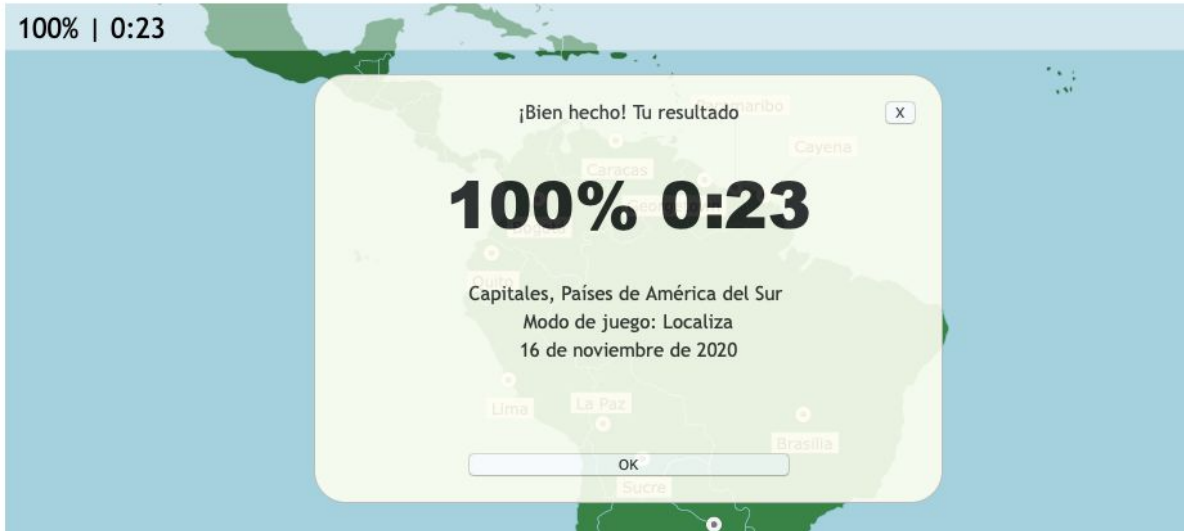 100% | 0:23
¡Bien hecho! Tu resultado
X
Paramaribo
Cayena
Caracas
100% 0:23
Georgetown
Bogotá
Quito
Capitales, Países de América del Sur
Modo de juego: Localiza
16 de noviembre de 2020
Lima
La Paz
Brasilia
OK
Sucre